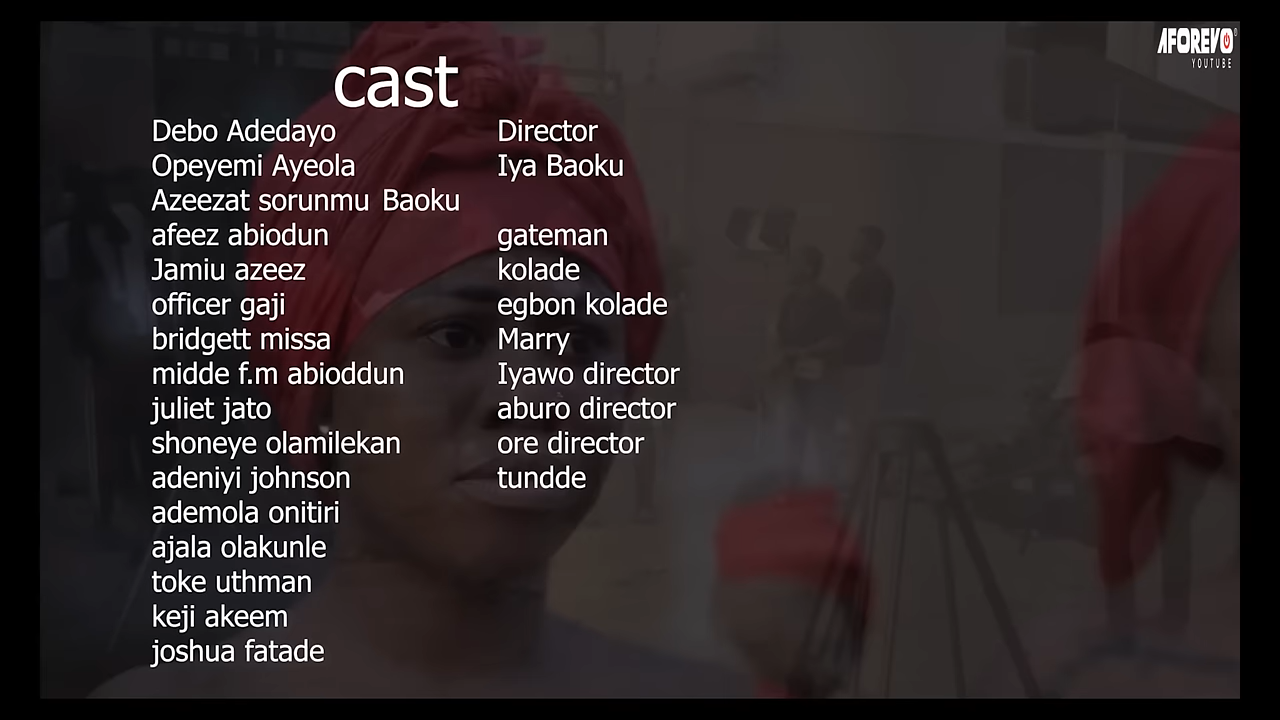 AFOREVO
YOUTUBE
cast
Debo Adedayo Director
Opeyemi Ayeola Iya Baoku
Azeezat sorunmu Baoku
afeez abiodun gateman
Jamiu azeez kolade
officer gaji egbon kolade
bridgett missa Marry
midde f.m abioddun Iyawo director
juliet jato aburo director
shoneye olamilekan ore director
adeniyi johnson tundde
ademola onitiri
ajala olakunle
toke uthman
keji akeem
joshua fatade